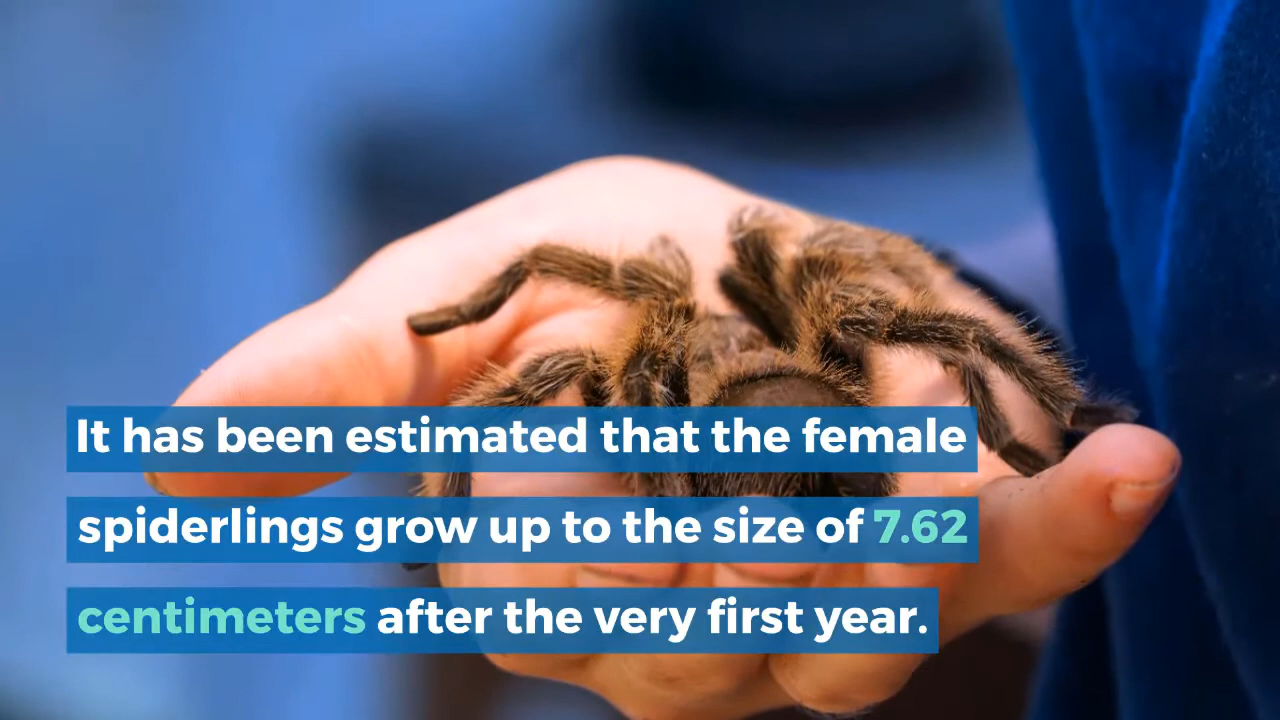 It has been estimated that the female
spiderlings grow up to the size of 7.62
centimeters after the very first year.